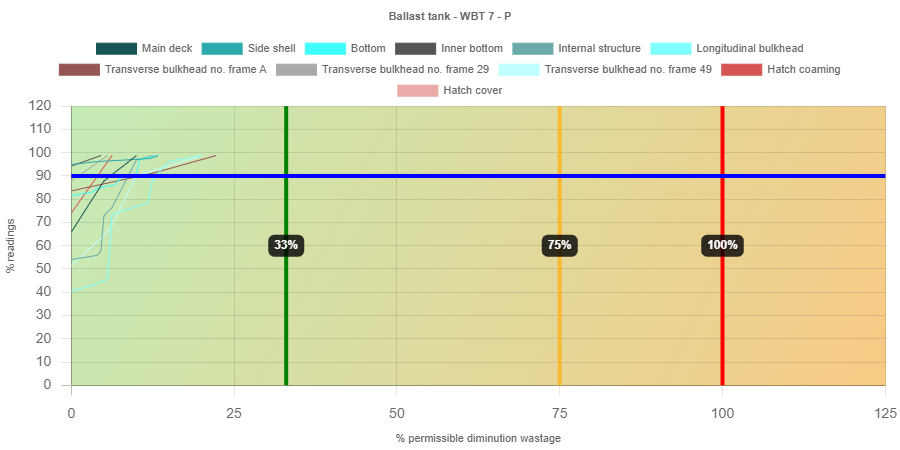 Ballast tank - WBT 7 - P
Main deck Side shell Bottom Inner bottom Internal structure Longitudinal bulkhead
Transverse bulkhead no. frame A Transverse bulkhead no. frame 29 Transverse bulkhead no. frame 49 Hatch coaming
Hatch cover
120
110
100
90
80
70
60
50
40
30
20
10
0
% readings
33% 75% 100%
0 25 50 75 100 125
% permissible diminution wastage